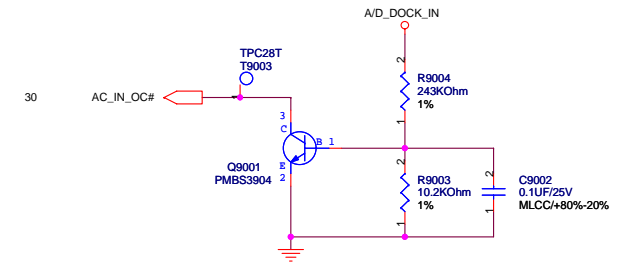 A/D_DOCK_IN
TPC28T
T9003
30
AC_IN_OC#
2
R9004
243KOhm
1%
1
3
C
B 1
E
2
Q9001
PMBS3904
2
R9003
10.2KOhm
1%
1
2
C9002
0.1UF/25V
MLCC/+80%-20%
1